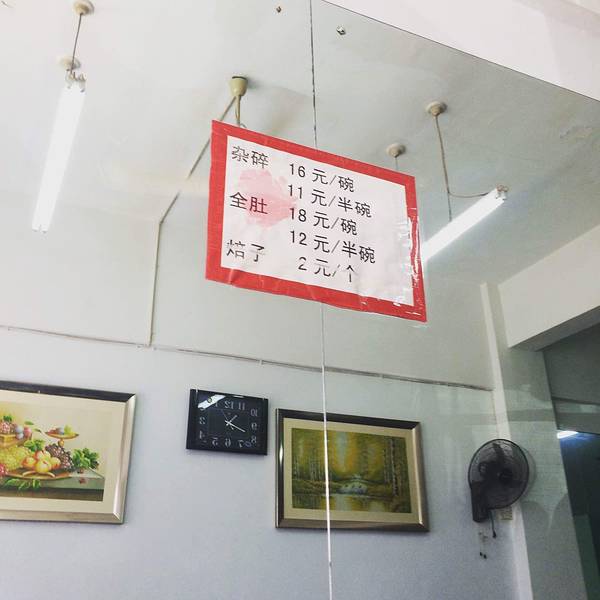 杂碎 16元/碗
11元/半碗
全肚 18元/碗
12元/半碗
焙子 2元/个